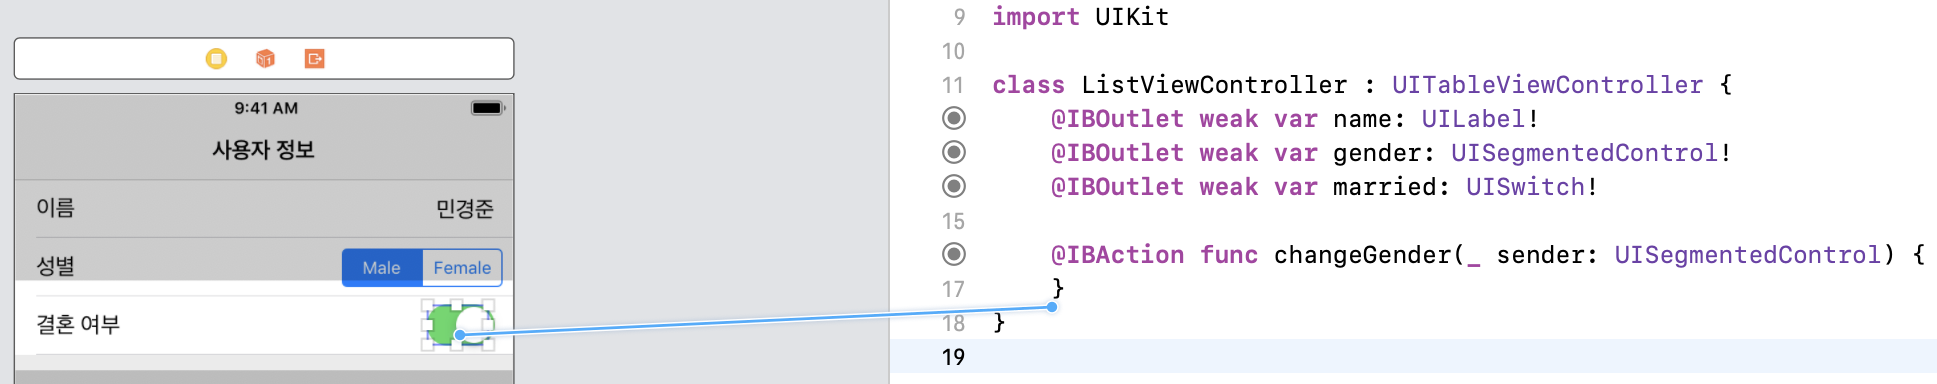 9:41 AM
사용자 정보
이름 민경준
성별 Male Female
결혼 여부
9 import UIKit
10
11 class ListViewController : UITableViewController {
@IBOutlet weak var name: UILabel!
@IBOutlet weak var gender: UISegmentedControl!
@IBOutlet weak var married: UISwitch!
15
@IBAction func changeGender(_ sender: UISegmentedControl) {
17 }
18 }
19